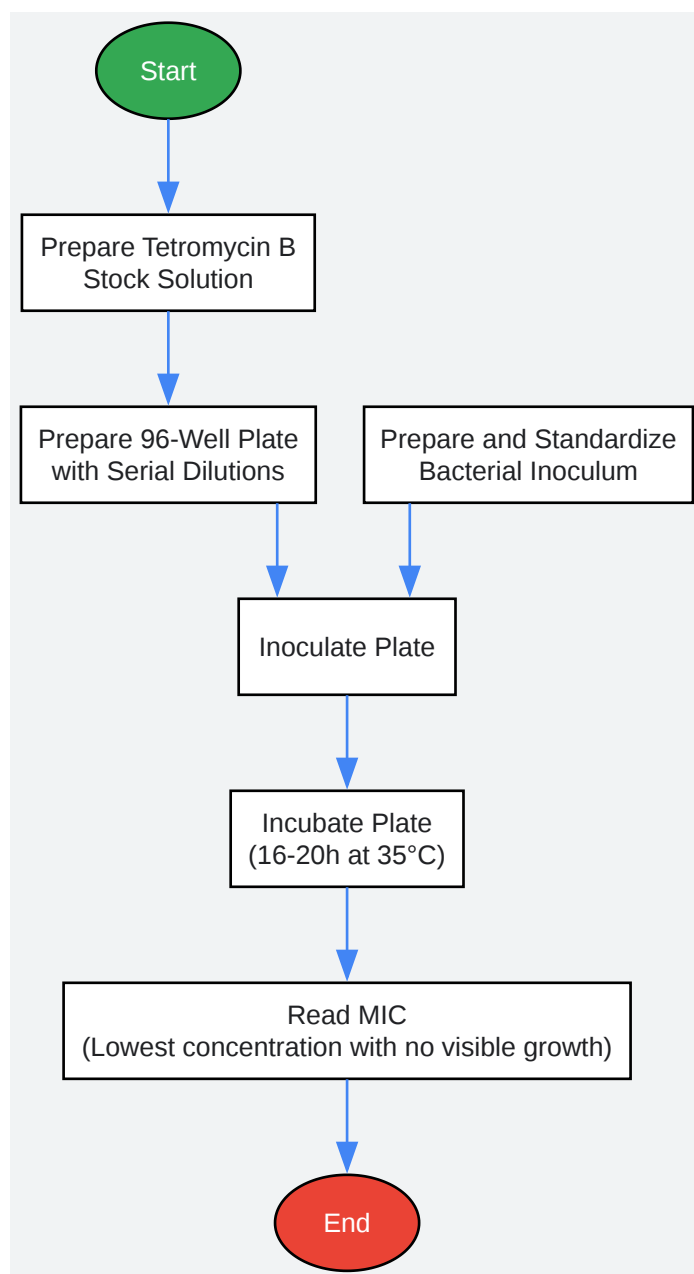 Start
Prepare Tetromycin B
Stock Solution
Prepare 96-Well Plate
with Serial Dilutions
Prepare and Standardize
Bacterial Inoculum
Inoculate Plate
Incubate Plate
(16-20h at 35°C)
Read MIC
(Lowest concentration with no visible growth)
End